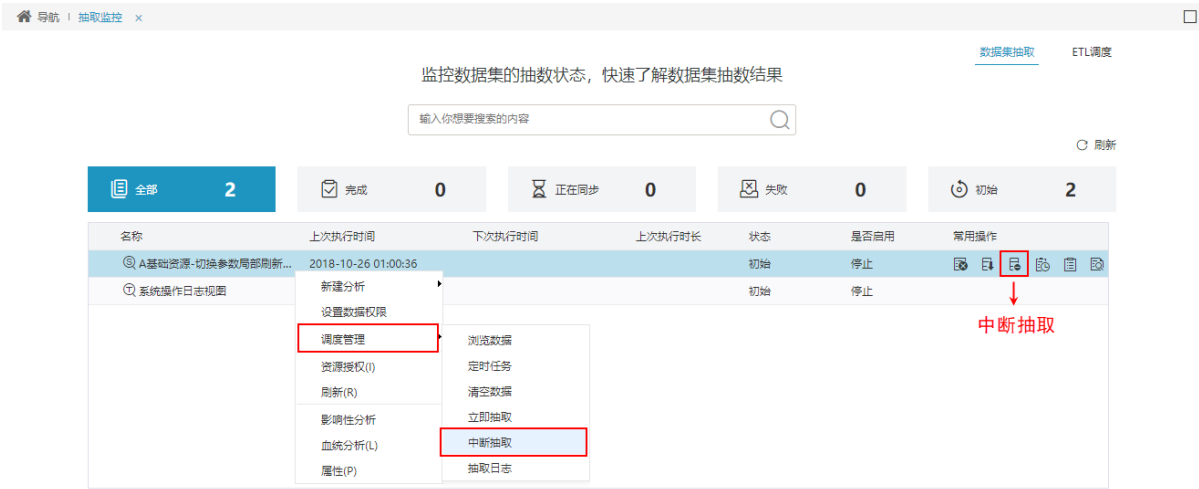 导航 抽取监控 ×
数据集抽取 ETL调度
监控数据集的抽数状态，快速了解数据集抽数结果
输入你想要搜索的内容
刷新
全部 2 完成 0 正在同步 0 失败 0 初始 2
名称 上次执行时间 下次执行时间 上次执行时长 状态 是否启用 常用操作
A基础资源-切换参数局部刷新... 2018-10-26 01:00:36 初始 停止
系统操作日志视图 初始 停止
中断抽取
新建分析
设置数据权限
调度管理
资源授权(I)
刷新(R)
影响性分析
血统分析(L)
属性(P)
浏览数据
定时任务
清空数据
立即抽取
中断抽取
抽取日志